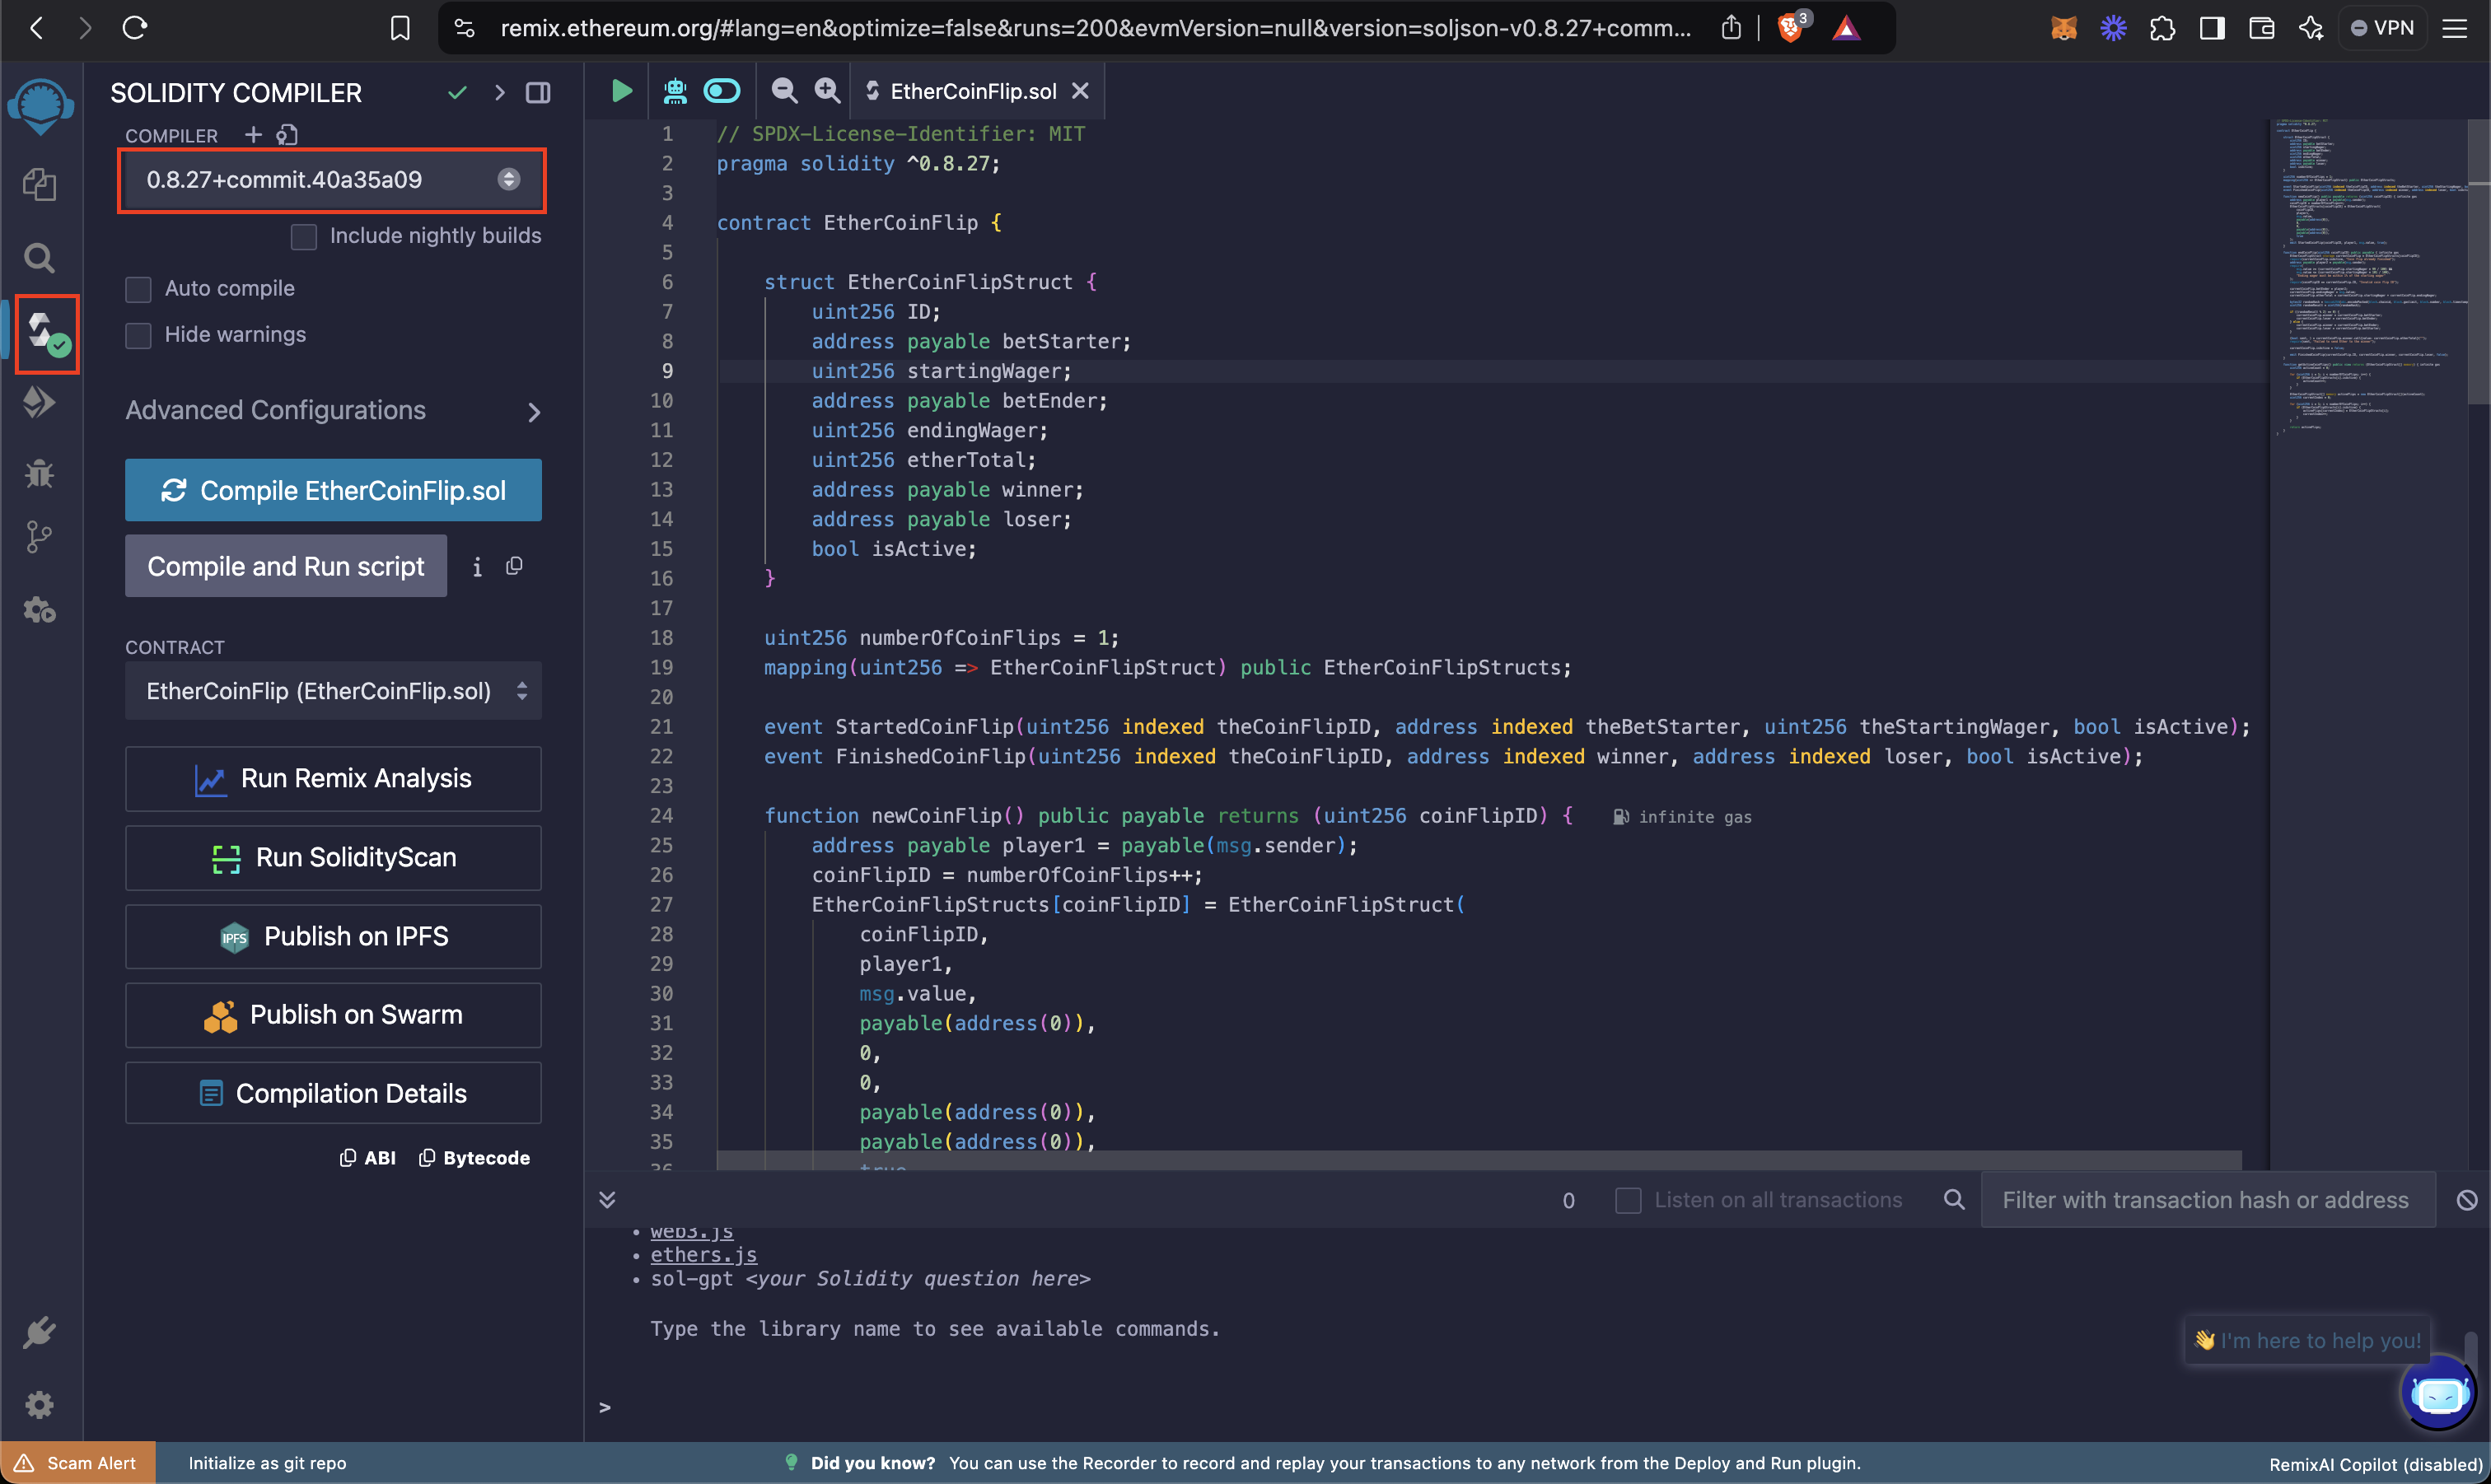 remix.ethereum.org/#lang=en&optimize=false&runs=200&evmVersion=null&version=soljson-v0.8.27+comm...
3
VPN
SOLIDITY COMPILER
COMPILER
0.8.27+commit.40a35a09
Include nightly builds
Auto compile
Hide warnings
Advanced Configurations
Compile EtherCoinFlip.sol
Compile and Run script
i
CONTRACT
EtherCoinFlip (EtherCoinFlip.sol)
Run Remix Analysis
Run SolidityScan
IPFS
Publish on IPFS
Publish on Swarm
Compilation Details
ABI
Bytecode
EtherCoinFlip.sol
1 // SPDX-License-Identifier: MIT
2 pragma solidity ^0.8.27;
3
4 contract EtherCoinFlip {
5
6 struct EtherCoinFlipStruct {
7 uint256 ID;
8 address payable betStarter;
9 uint256 startingWager;
10 address payable betEnder;
11 uint256 endingWager;
12 uint256 etherTotal;
13 address payable winner;
14 address payable loser;
15 bool isActive;
16 }
17
18 uint256 numberOfCoinFlips = 1;
19 mapping(uint256 => EtherCoinFlipStruct) public EtherCoinFlipStructs;
20
21 event StartedCoinFlip(uint256 indexed theCoinFlipID, address indexed theBetStarter, uint256 theStartingWager, bool isActive);
22 event FinishedCoinFlip(uint256 indexed theCoinFlipID, address indexed winner, address indexed loser, bool isActive);
23
24 function newCoinFlip() public payable returns (uint256 coinFlipID) { infinite gas
25 address payable player1 = payable(msg.sender);
26 coinFlipID = numberOfCoinFlips++;
27 EtherCoinFlipStructs[coinFlipID] = EtherCoinFlipStruct(
28 coinFlipID,
29 player1,
30 msg.value,
31 payable(address(0)),
32 0,
33 0,
34 payable(address(0)),
35 payable(address(0)),
36 true
0
Listen on all transactions
Filter with transaction hash or address
• web3.js
• ethers.js
• sol-gpt <your Solidity question here>
Type the library name to see available commands.
>
👋 I'm here to help you!
Scam Alert
Initialize as git repo
Did you know? You can use the Recorder to record and replay your transactions to any network from the Deploy and Run plugin.
RemixAI Copilot (disabled)